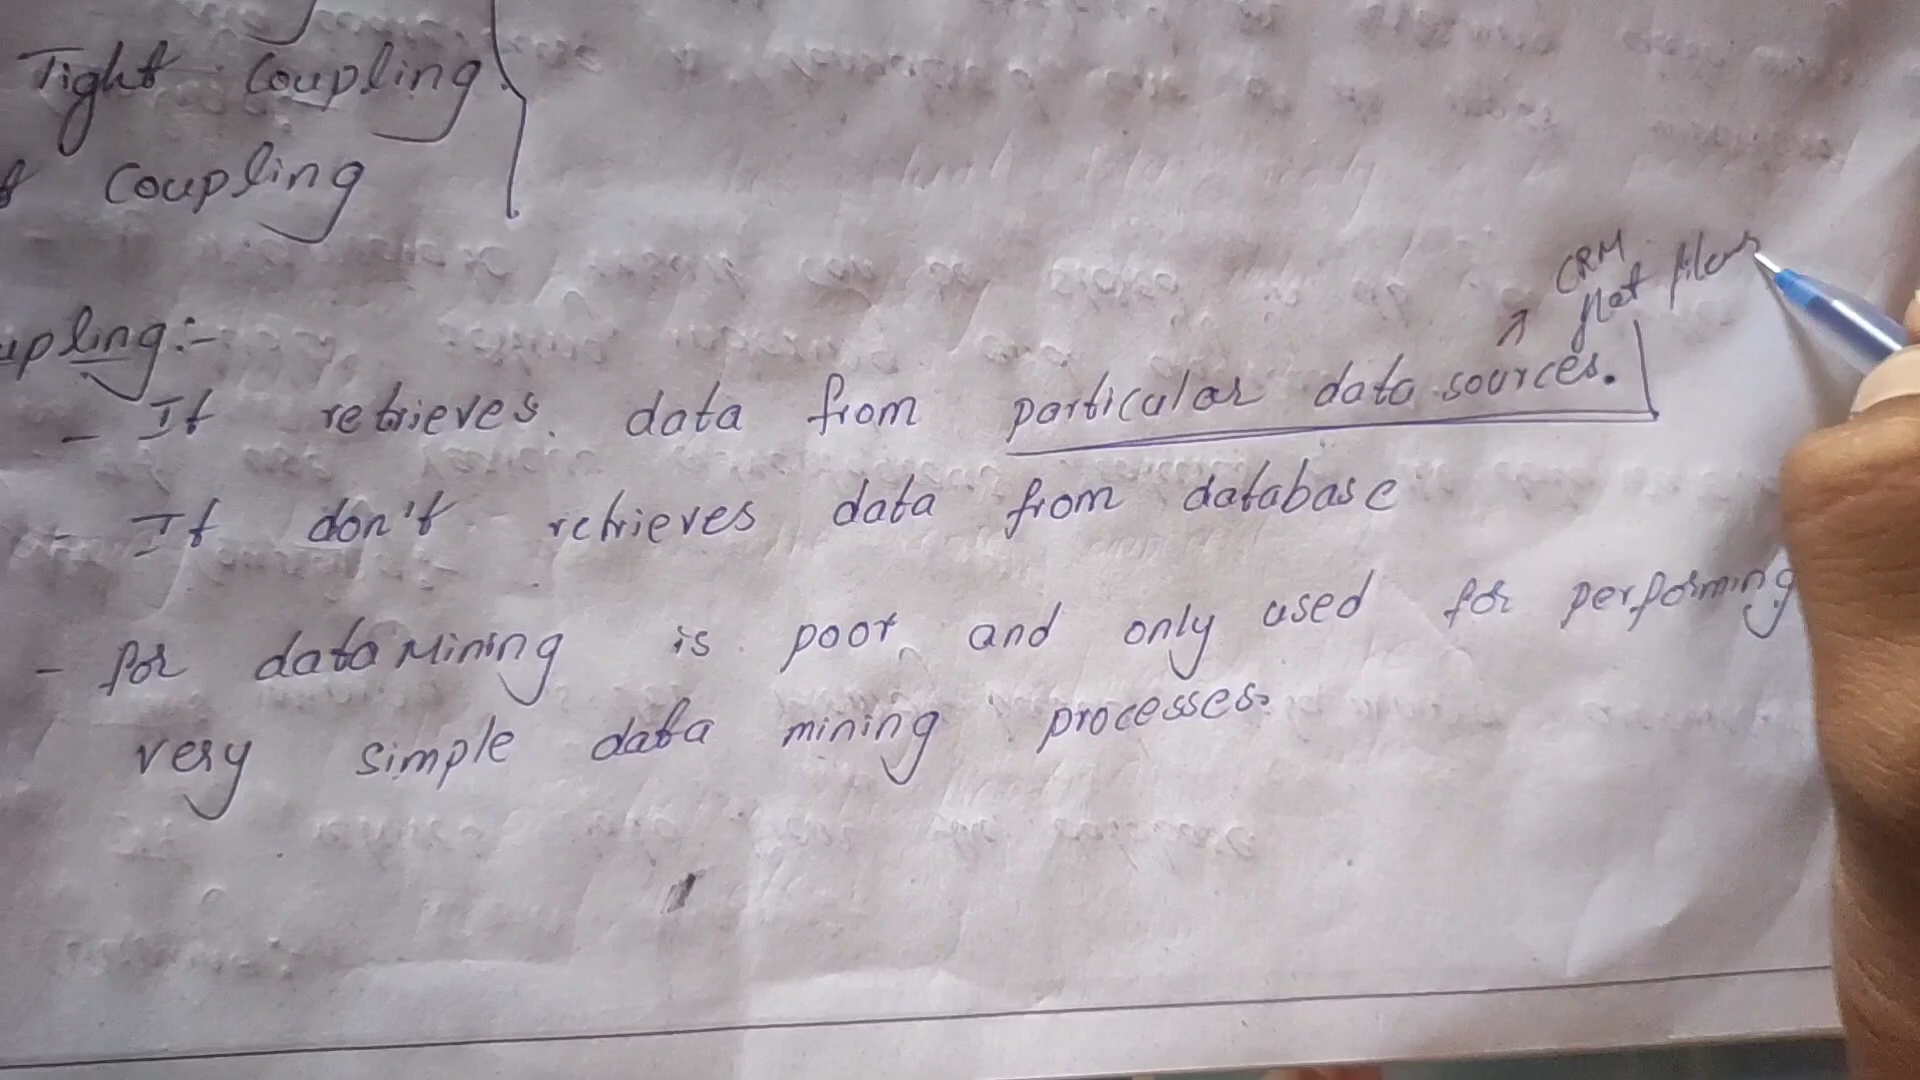 Tight Coupling
Coupling
CRM
flat files
upling:-
- It retrieves data from particular data sources.
- It don't retrieves data from database
- for data Mining is poor and only used for performing
very simple data mining processes.